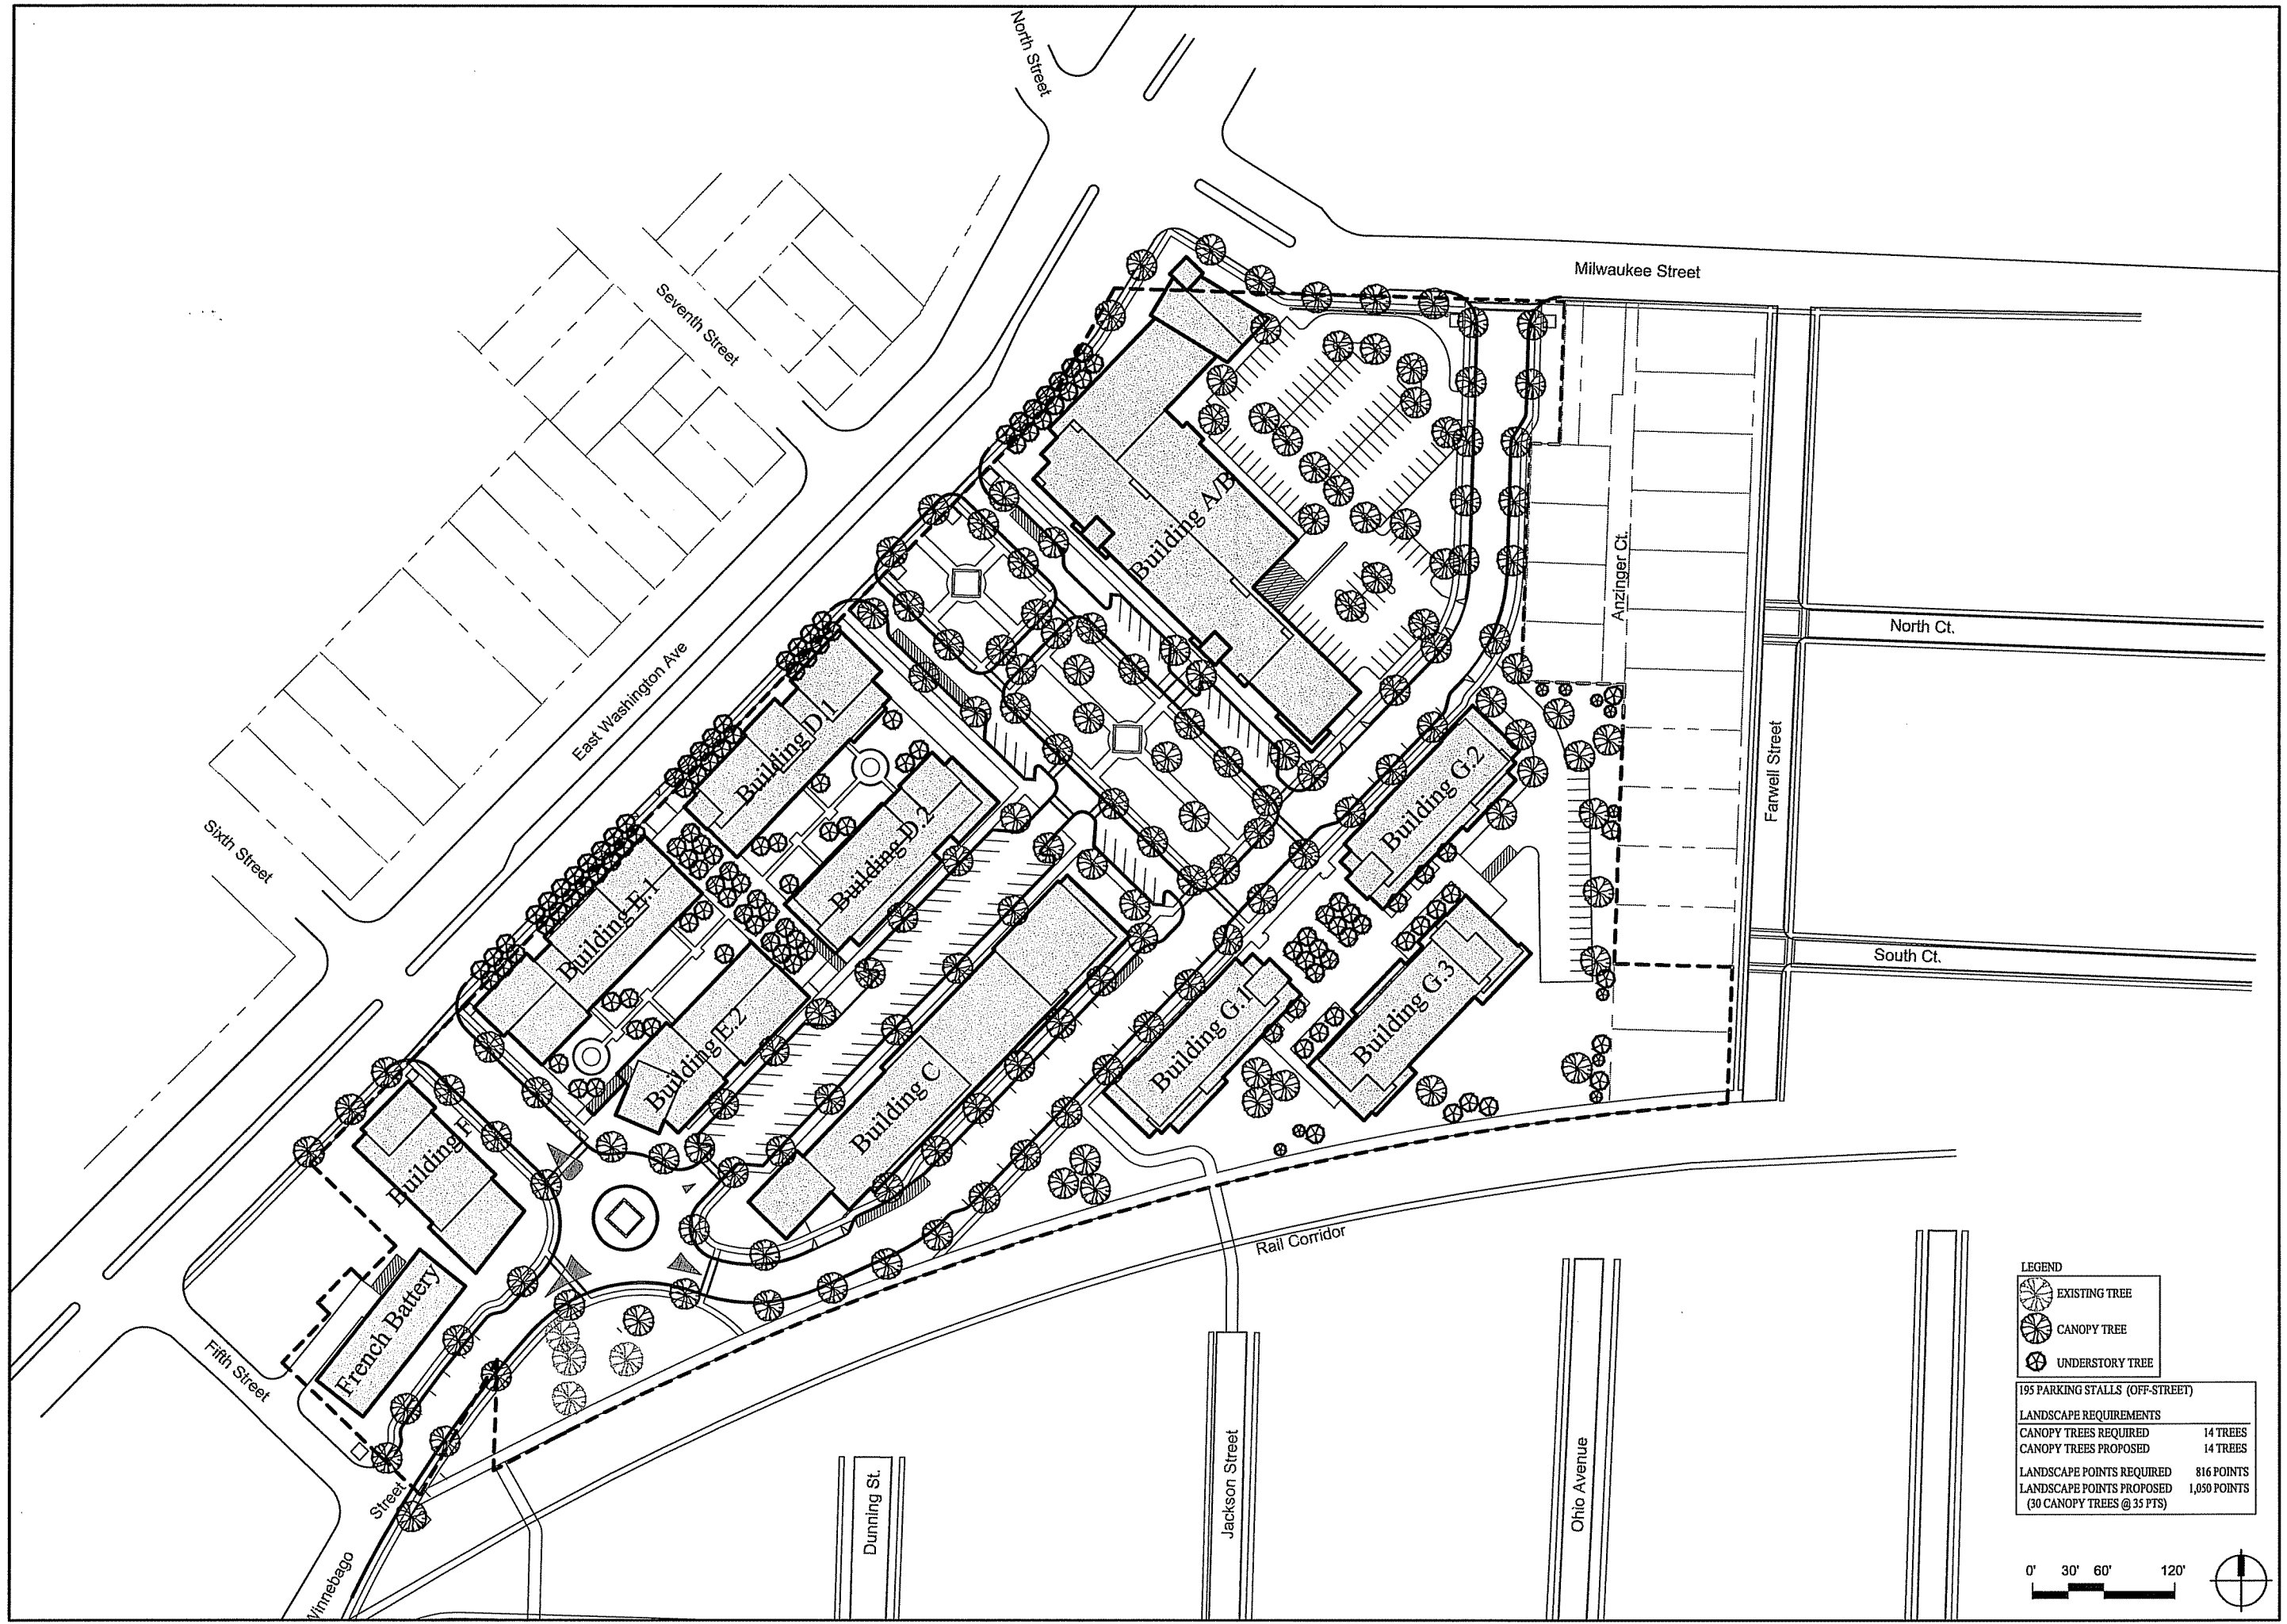 North Street
Milwaukee Street
Seventh Street
Building A/B
Anzinger Ct.
North Ct.
East Washington Ave
Building D.1
Farwell Street
Building G.2
Sixth Street
Building D.2
Building E.1
South Ct.
Building G.3
Building G.1
Building E.2
Building C
Building F
Rail Corridor
French Battery
Fifth Street
Winnebago Street
Dunning St.
Jackson Street
Ohio Avenue
LEGEND
EXISTING TREE
CANOPY TREE
UNDERSTORY TREE
195 PARKING STALLS (OFF-STREET)
LANDSCAPE REQUIREMENTS
CANOPY TREES REQUIRED 14 TREES
CANOPY TREES PROPOSED 14 TREES
LANDSCAPE POINTS REQUIRED 816 POINTS
LANDSCAPE POINTS PROPOSED 1,050 POINTS
(30 CANOPY TREES @ 35 PTS)
0' 30' 60' 120'